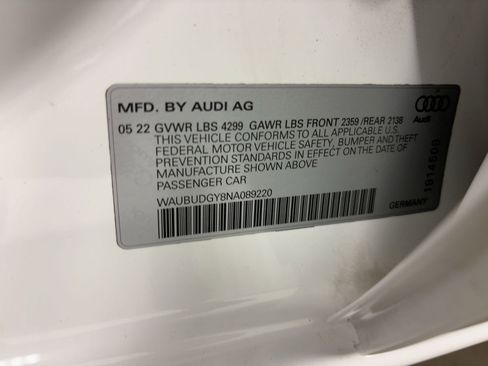 MFD. BY AUDI AG
05 22 GVWR LBS 4299 GAWR LBS FRONT 2359 /REAR 2138
THIS VEHICLE CONFORMS TO ALL APPLICABLE U.S.
FEDERAL MOTOR VEHICLE SAFETY, BUMPER AND THEFT
PREVENTION STANDARDS IN EFFECT ON THE DATE OF
MANUFACTURE SHOWN ABOVE
PASSENGER CAR
WAUBUDGY8NA089220
Audi
1914609
GERMANY